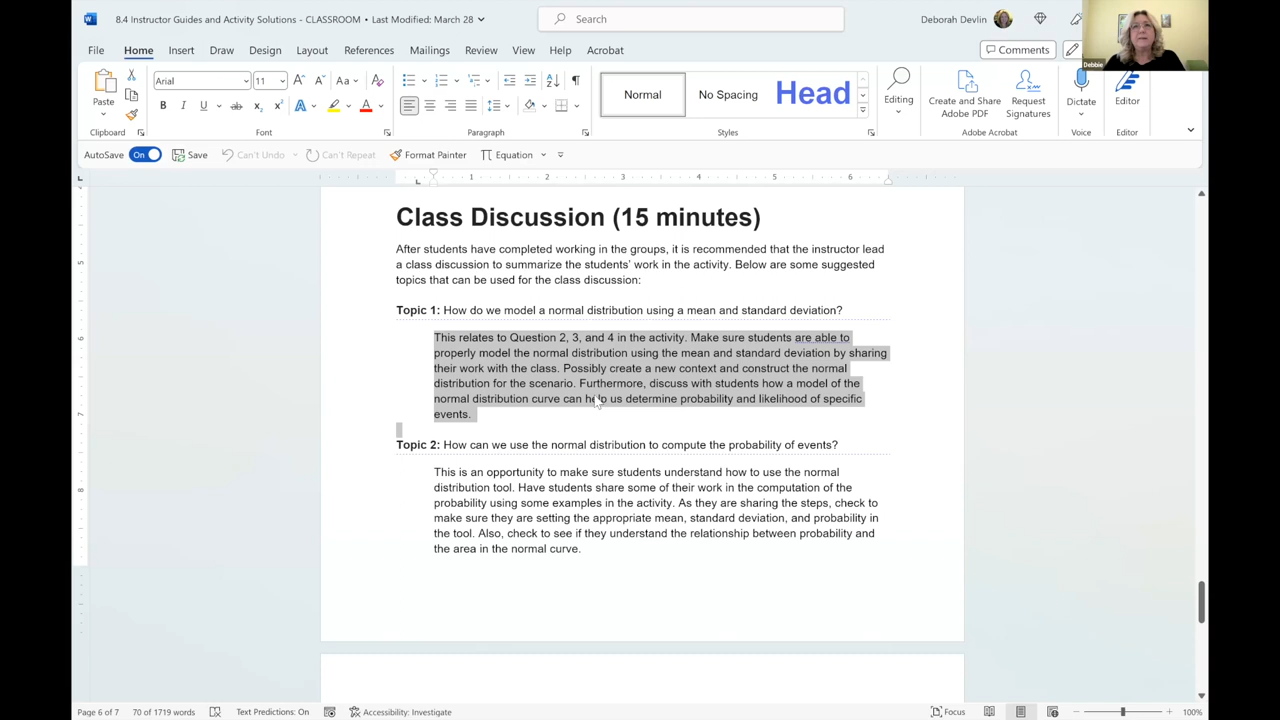 8.4 Instructor Guides and Activity Solutions - CLASSROOM • Last Modified: March 28
Search
Deborah Devlin
File Home Insert Draw Design Layout References Mailings Review View Help Acrobat
Comments
Debbie
Paste
Clipboard
Arial 11
Font
Paragraph
Normal
No Spacing
Head
Styles
Editing
Create and Share Adobe PDF
Request Signatures
Adobe Acrobat
Dictate
Voice
Editor
Editor
AutoSave On Save Can't Undo Can't Repeat Format Painter Equation
1 2 3 4 5 6
5
6
7
8
Class Discussion (15 minutes)
After students have completed working in the groups, it is recommended that the instructor lead
a class discussion to summarize the students' work in the activity. Below are some suggested
topics that can be used for the class discussion:
Topic 1: How do we model a normal distribution using a mean and standard deviation?
This relates to Question 2, 3, and 4 in the activity. Make sure students are able to
properly model the normal distribution using the mean and standard deviation by sharing
their work with the class. Possibly create a new context and construct the normal
distribution for the scenario. Furthermore, discuss with students how a model of the
normal distribution curve can help us determine probability and likelihood of specific
events.
Topic 2: How can we use the normal distribution to compute the probability of events?
This is an opportunity to make sure students understand how to use the normal
distribution tool. Have students share some of their work in the computation of the
probability using some examples in the activity. As they are sharing the steps, check to
make sure they are setting the appropriate mean, standard deviation, and probability in
the tool. Also, check to see if they understand the relationship between probability and
the area in the normal curve.
Page 6 of 7 70 of 1719 words Text Predictions: On Accessibility: Investigate Focus 100%